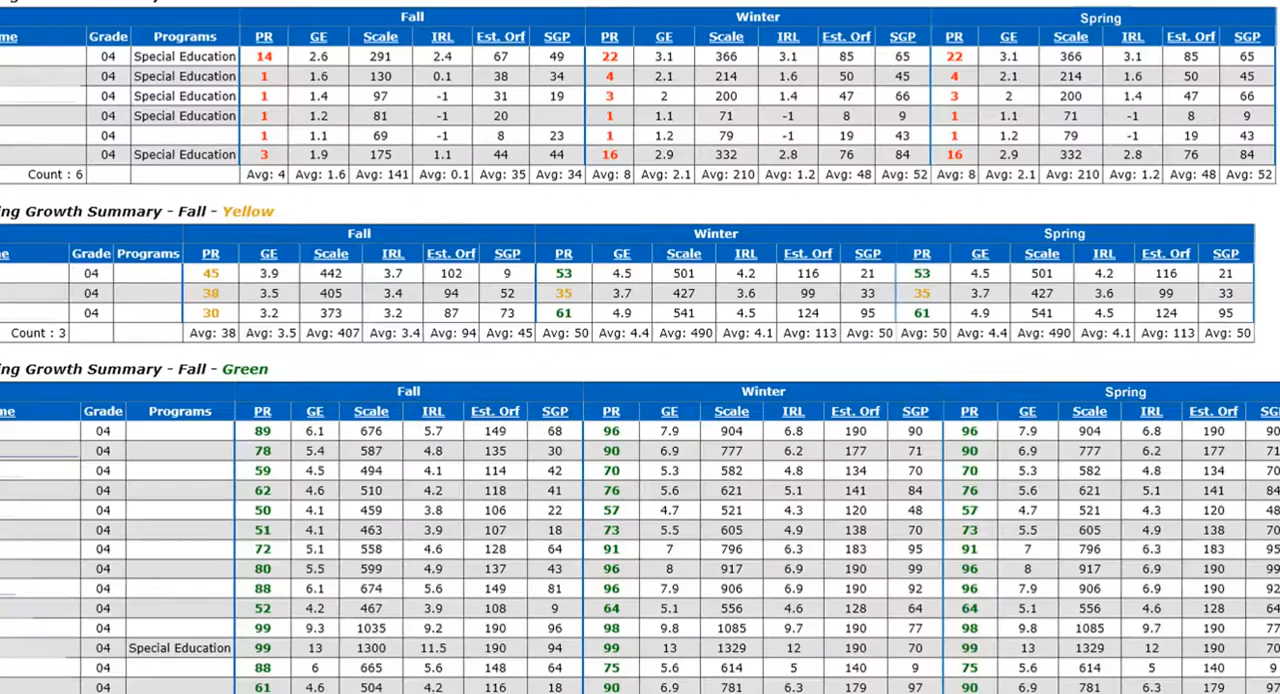 Fall Winter Spring
me Grade Programs PR GE Scale IRL Est. Orf SGP PR GE Scale IRL Est. Orf SGP PR GE Scale IRL Est. Orf SGP
04 Special Education 14 2.6 291 2.4 67 49 22 3.1 366 3.1 85 65 22 3.1 366 3.1 85 65
04 Special Education 1 1.6 130 0.1 38 34 4 2.1 214 1.6 50 45 4 2.1 214 1.6 50 45
04 Special Education 1 1.4 97 -1 31 19 3 2 200 1.4 47 66 3 2 200 1.4 47 66
04 Special Education 1 1.2 81 -1 20 1 1.1 71 -1 8 9 1 1.1 71 -1 8 9
04 1 1.1 69 -1 8 23 1 1.2 79 -1 19 43 1 1.2 79 -1 19 43
04 Special Education 3 1.9 175 1.1 44 44 16 2.9 332 2.8 76 84 16 2.9 332 2.8 76 84
Count : 6 Avg: 4 Avg: 1.6 Avg: 141 Avg: 0.1 Avg: 35 Avg: 34 Avg: 8 Avg: 2.1 Avg: 210 Avg: 1.2 Avg: 48 Avg: 52 Avg: 8 Avg: 2.1 Avg: 210 Avg: 1.2 Avg: 48 Avg: 52
ng Growth Summary - Fall - Yellow
Fall Winter Spring
e Grade Programs PR GE Scale IRL Est. Orf SGP PR GE Scale IRL Est. Orf SGP PR GE Scale IRL Est. Orf SGP
04 45 3.9 442 3.7 102 9 53 4.5 501 4.2 116 21 53 4.5 501 4.2 116 21
04 38 3.5 405 3.4 94 52 35 3.7 427 3.6 99 33 35 3.7 427 3.6 99 33
04 30 3.2 373 3.2 87 73 61 4.9 541 4.5 124 95 61 4.9 541 4.5 124 95
Count : 3 Avg: 38 Avg: 3.5 Avg: 407 Avg: 3.4 Avg: 94 Avg: 45 Avg: 50 Avg: 4.4 Avg: 490 Avg: 4.1 Avg: 113 Avg: 50 Avg: 50 Avg: 4.4 Avg: 490 Avg: 4.1 Avg: 113 Avg: 50
ng Growth Summary - Fall - Green
Fall Winter Spring
me Grade Programs PR GE Scale IRL Est. Orf SGP PR GE Scale IRL Est. Orf SGP PR GE Scale IRL Est. Orf SG
04 89 6.1 676 5.7 149 68 96 7.9 904 6.8 190 90 96 7.9 904 6.8 190 90
04 78 5.4 587 4.8 135 30 90 6.9 777 6.2 177 71 90 6.9 777 6.2 177 71
04 59 4.5 494 4.1 114 42 70 5.3 582 4.8 134 70 70 5.3 582 4.8 134 70
04 62 4.6 510 4.2 118 41 76 5.6 621 5.1 141 84 76 5.6 621 5.1 141 84
04 50 4.1 459 3.8 106 22 57 4.7 521 4.3 120 48 57 4.7 521 4.3 120 48
04 51 4.1 463 3.9 107 18 73 5.5 605 4.9 138 70 73 5.5 605 4.9 138 70
04 72 5.1 558 4.6 128 64 91 7 796 6.3 183 95 91 7 796 6.3 183 95
04 80 5.5 599 4.9 137 43 96 8 917 6.9 190 99 96 8 917 6.9 190 99
04 88 6.1 674 5.6 149 81 96 7.9 906 6.9 190 92 96 7.9 906 6.9 190 92
04 52 4.2 467 3.9 108 9 64 5.1 556 4.6 128 64 64 5.1 556 4.6 128 64
04 99 9.3 1035 9.2 190 96 98 9.8 1085 9.7 190 77 98 9.8 1085 9.7 190 77
04 Special Education 99 13 1300 11.5 190 94 99 13 1329 12 190 70 99 13 1329 12 190 70
04 88 6 665 5.6 148 64 75 5.6 614 5 140 9 75 5.6 614 5 140 9
04 61 4.6 504 4.2 116 18 90 6.9 781 6.3 179 97 90 6.9 781 6.3 179 97